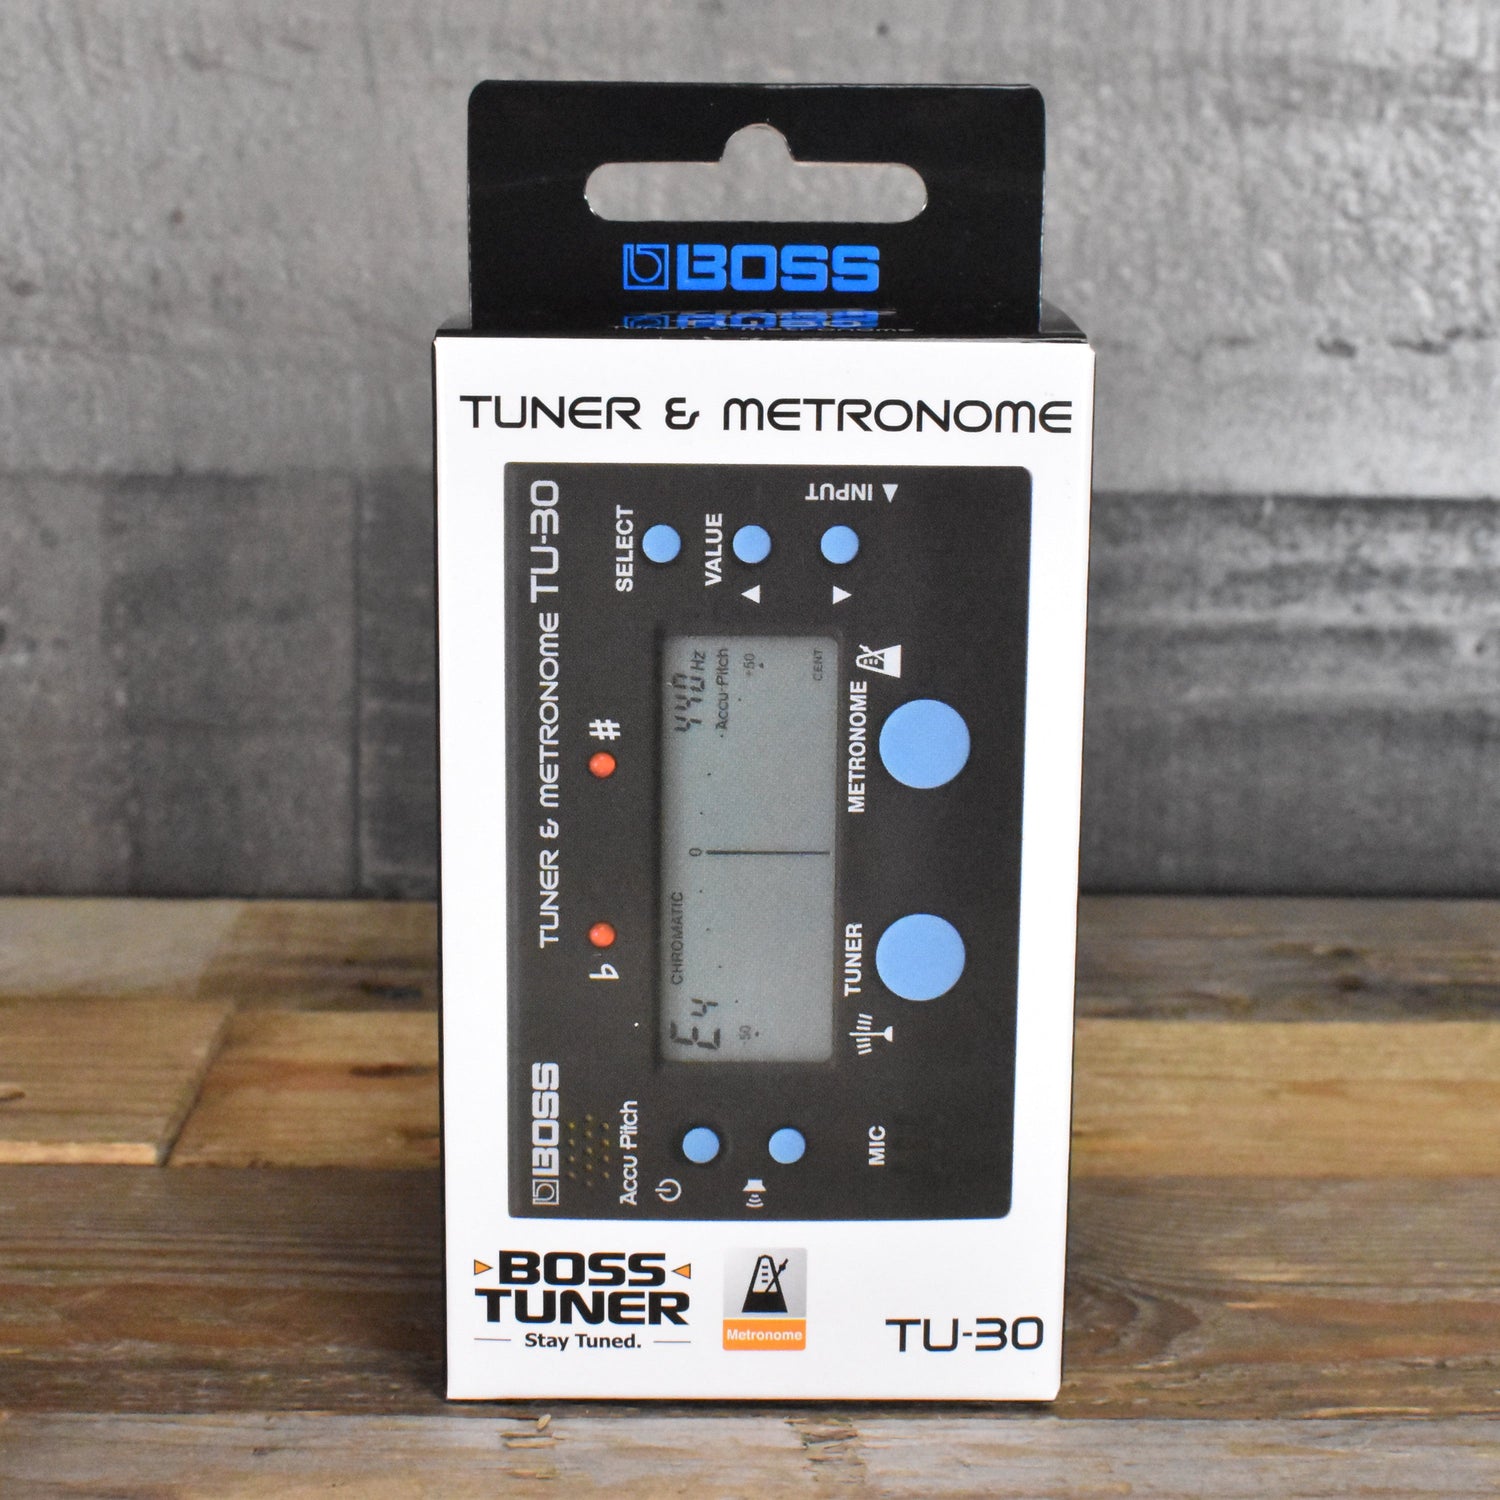 BOSS
TUNER & METRONOME
BOSS
TUNER & METRONOME TU-30
Accu Pitch
♭
#
SELECT
VALUE
INPUT
E4
CHROMATIC
440 Hz
Accu-Pitch
-50
0
+50
CENT
TUNER
METRONOME
MIC
BOSS
TUNER
Stay Tuned.
Metronome
TU-30